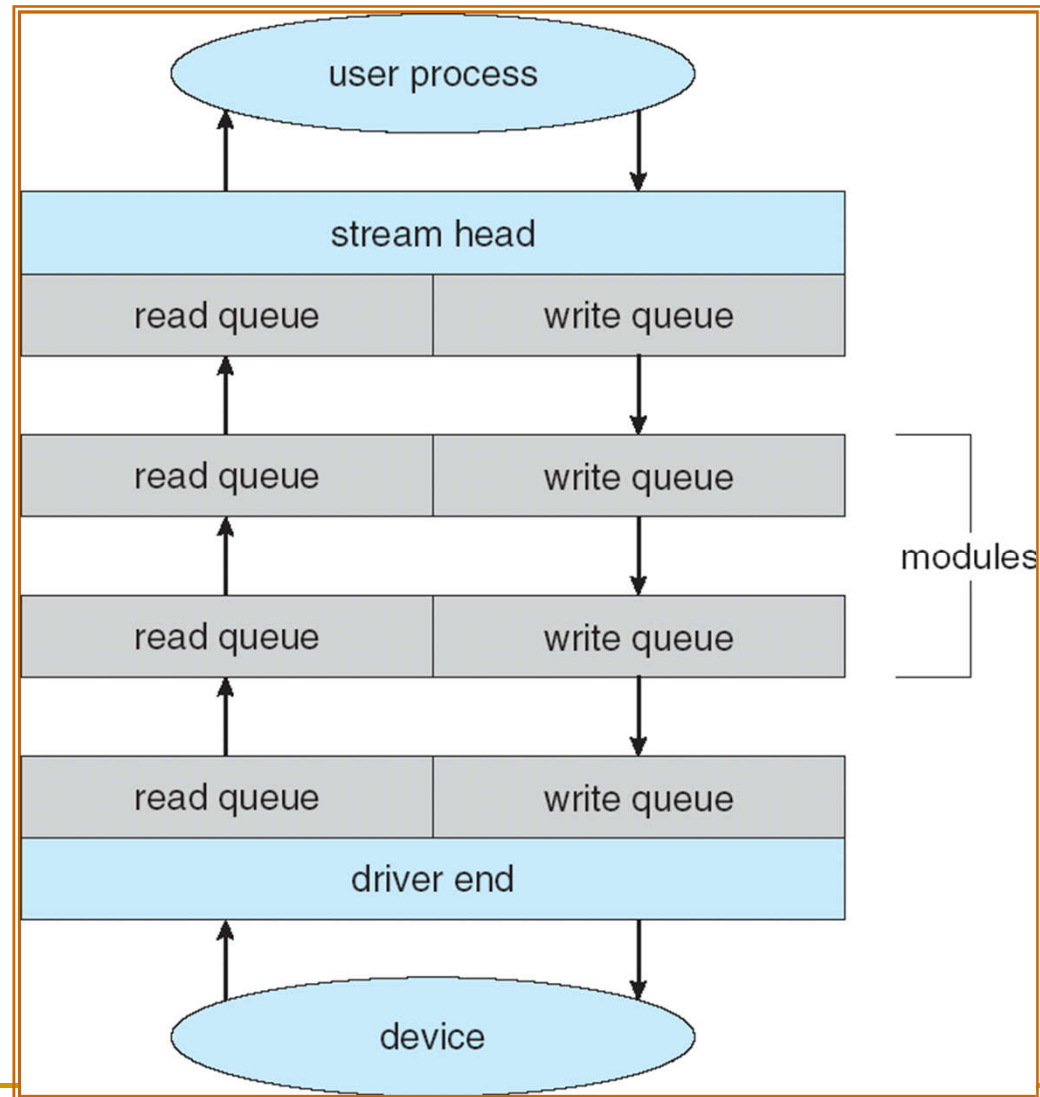 user process
stream head
read queue write queue
read queue write queue
modules
read queue write queue
read queue write queue
driver end
device